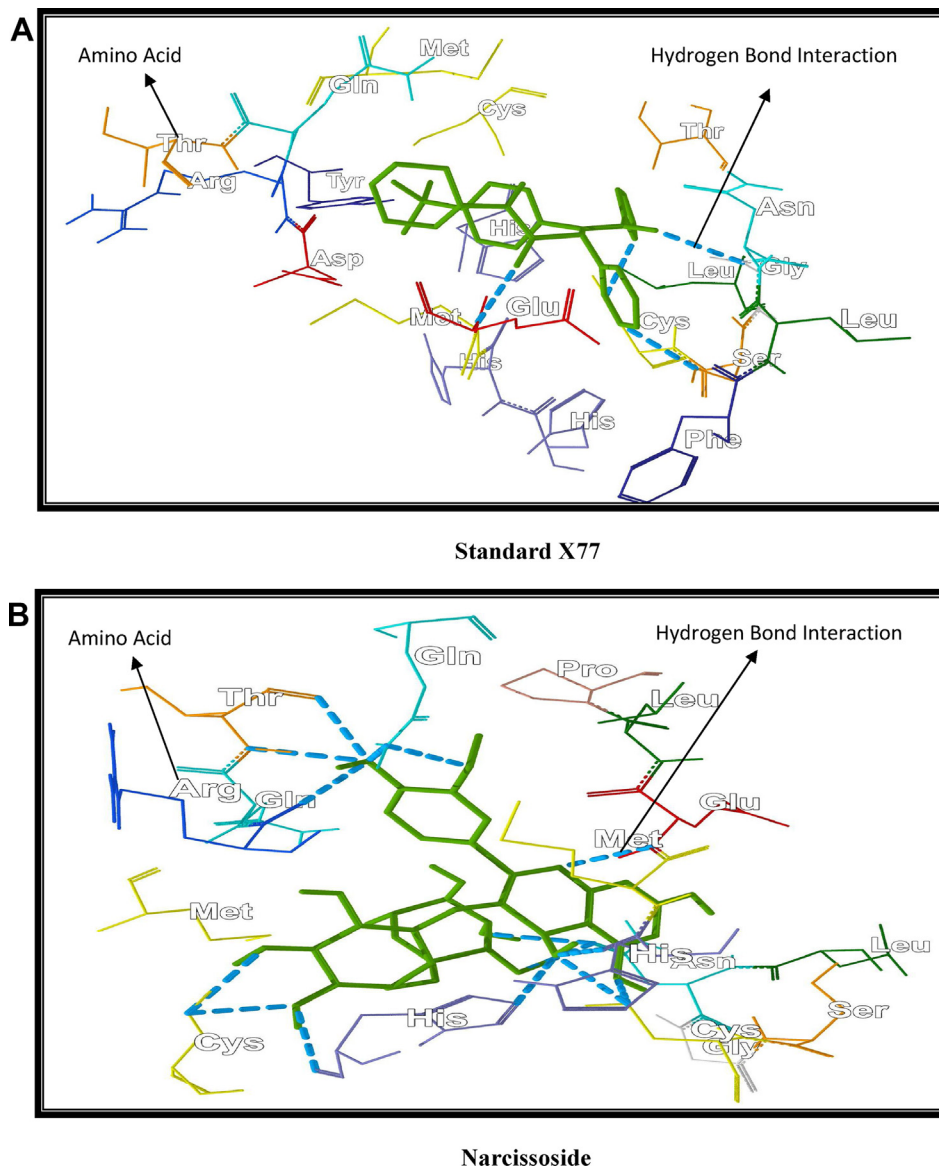 A
Amino Acid
Met
Hydrogen Bond Interaction
Gln
Cys
Thr
Thr
Arg
Tyr
Asn
His
Asp
Leu
Gly
Met
Glu
Cys
Leu
His
Ser
His
Phe
Standard X77
B
Amino Acid
Hydrogen Bond Interaction
Gln
Pro
Thr
Leu
Arg
Gln
Glu
Met
Met
His
Asn
Leu
Ser
His
Cys
Cys
Gly
Narcissoside